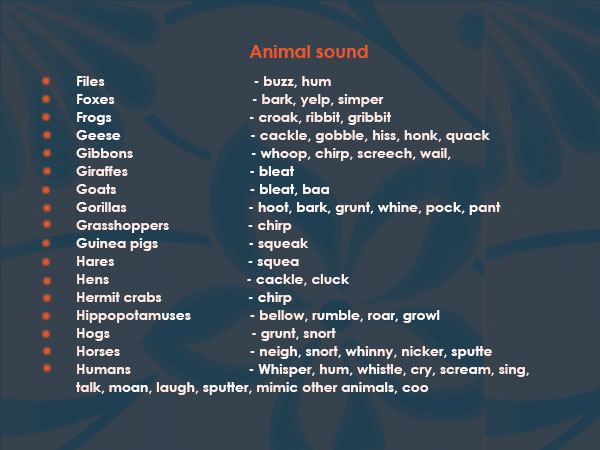 Animal sound
Files - buzz, hum
Foxes - bark, yelp, simper
Frogs - croak, ribbit, gribbit
Geese - cackle, gobble, hiss, honk, quack
Gibbons - whoop, chirp, screech, wail,
Giraffes - bleat
Goats - bleat, baa
Gorillas - hoot, bark, grunt, whine, pock, pant
Grasshoppers - chirp
Guinea pigs - squeak
Hares - squea
Hens - cackle, cluck
Hermit crabs - chirp
Hippopotamuses - bellow, rumble, roar, growl
Hogs - grunt, snort
Horses - neigh, snort, whinny, nicker, sputte
Humans - Whisper, hum, whistle, cry, scream, sing,
talk, moan, laugh, sputter, mimic other animals, coo